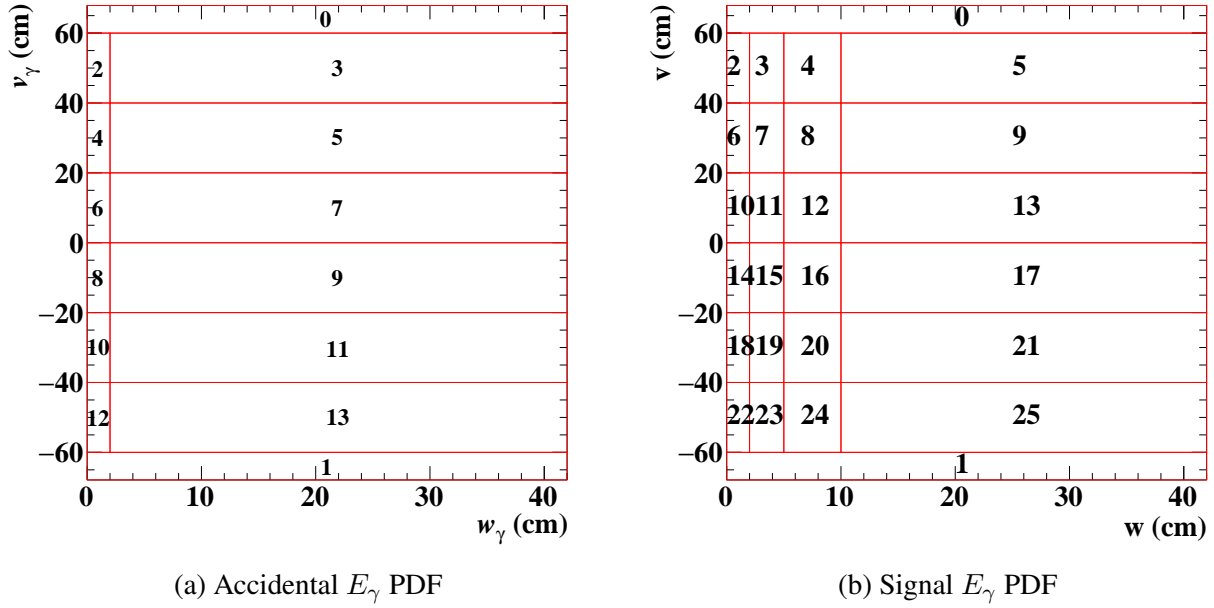 v_γ (cm)
60
40
20
0
−20
−40
−60
0
2 3
4 5
6 7
8 9
10 11
12 13
1
0 10 20 30 40
w_γ (cm)
(a) Accidental E_γ PDF
v (cm)
60
40
20
0
−20
−40
−60
0
2 3 4 5
6 7 8 9
10 11 12 13
14 15 16 17
18 19 20 21
22 23 24 25
1
0 10 20 30 40
w (cm)
(b) Signal E_γ PDF